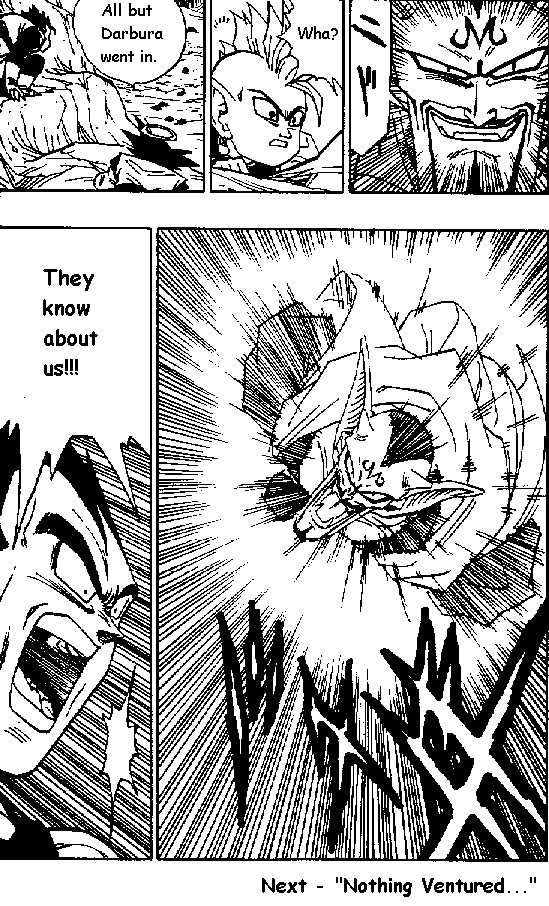 All but
Darbura
went in.
Wha?
They
know
about
us!!!
Next - "Nothing Ventured..."